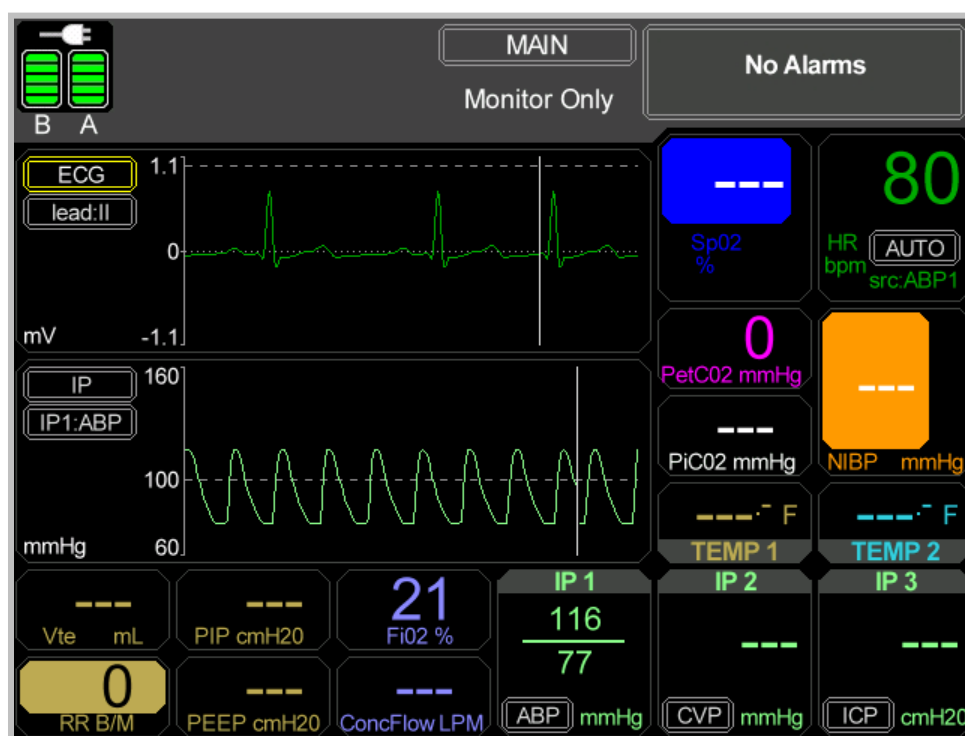 MAIN
No Alarms
Monitor Only
B A
ECG
lead:II
1.1
0
mV
-1.1
---
Sp02
%
80
HR
bpm
AUTO
src:ABP1
IP
IP1:ABP
160
100
mmHg
60
0
PetC02 mmHg
---
PiC02 mmHg
---
NIBP mmHg
---.- F
TEMP 1
---.- F
TEMP 2
---
Vte mL
---
PIP cmH20
21
Fi02 %
IP 1
116
77
ABP mmHg
IP 2
---
CVP mmHg
IP 3
---
ICP cmH20
0
RR B/M
---
PEEP cmH20
---
ConcFlow LPM